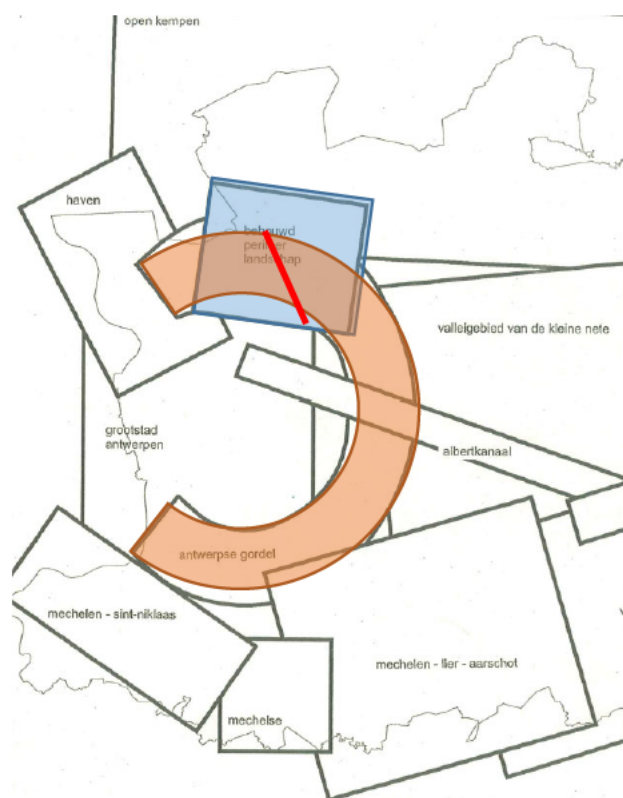 open kempen
haven
bebouwd
perifeer
landschap
valleigebied van de kleine nete
grootstad
antwerpen
albertkanaal
antwerpse gordel
mechelen - sint-niklaas
mechelen - lier - aarschot
mechelse